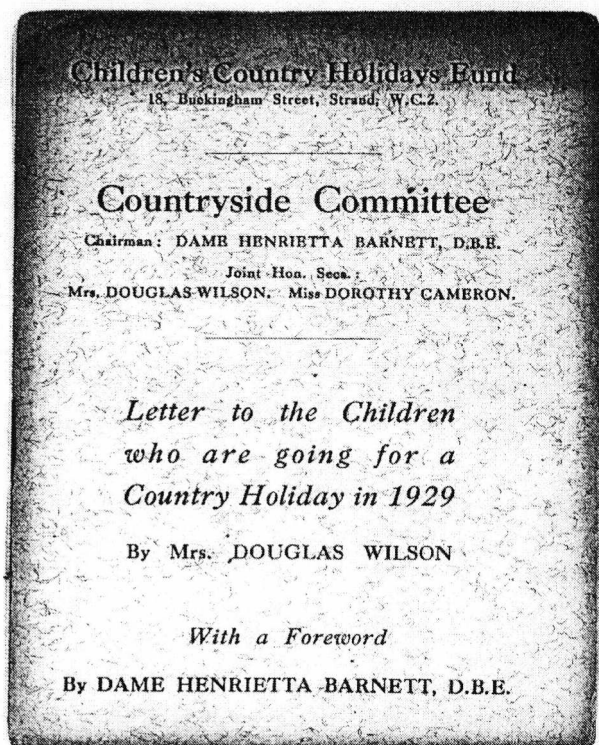 Children's Country Holidays Fund
18, Buckingham Street, Strand, W.C.2.
Countryside Committee
Chairman: DAME HENRIETTA BARNETT, D.B.E.
Joint Hon. Secs.:
Mrs. DOUGLAS WILSON. Miss DOROTHY CAMERON.
Letter to the Children
who are going for a
Country Holiday in 1929
By Mrs. DOUGLAS WILSON
With a Foreword
By DAME HENRIETTA BARNETT, D.B.E.